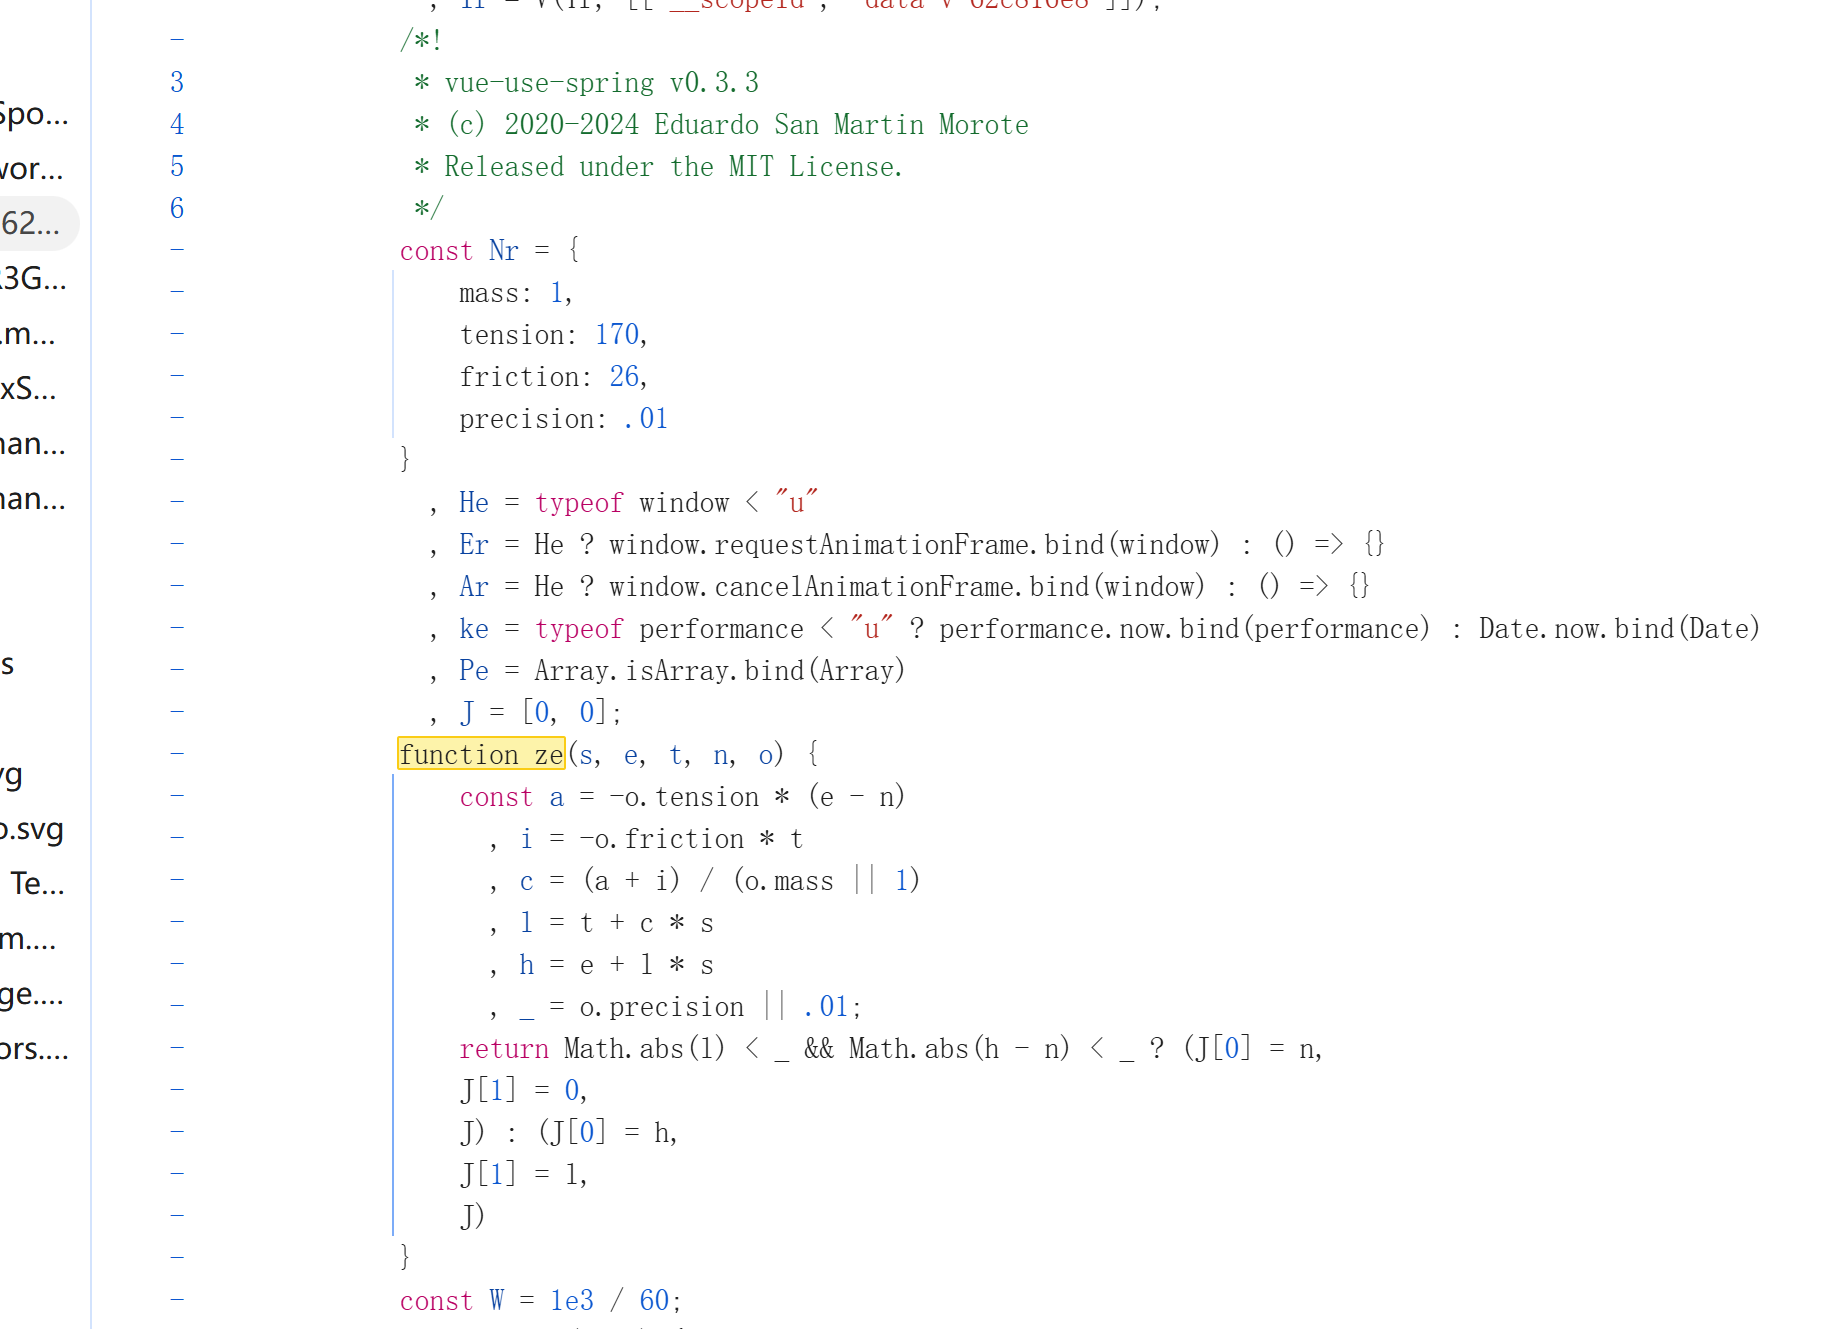 /*!
3 * vue-use-spring v0.3.3
4 * (c) 2020-2024 Eduardo San Martin Morote
5 * Released under the MIT License.
6 */
- const Nr = {
- mass: 1,
- tension: 170,
- friction: 26,
- precision: .01
- }
- , He = typeof window < "u"
- , Er = He ? window.requestAnimationFrame.bind(window) : () => {}
- , Ar = He ? window.cancelAnimationFrame.bind(window) : () => {}
- , ke = typeof performance < "u" ? performance.now.bind(performance) : Date.now.bind(Date)
- , Pe = Array.isArray.bind(Array)
- , J = [0, 0];
- function ze(s, e, t, n, o) {
- const a = -o.tension * (e - n)
- , i = -o.friction * t
- , c = (a + i) / (o.mass || 1)
- , l = t + c * s
- , h = e + l * s
- , _ = o.precision || .01;
- return Math.abs(l) < _ && Math.abs(h - n) < _ ? (J[0] = n,
- J[1] = 0,
- J) : (J[0] = h,
- J[1] = l,
- J)
- }
- const W = 1e3 / 60;
Spo...
wor...
62...
3G...
.m...
xS...
nan...
nan...
s
vg
o.svg
Te...
m....
ge....
ors....